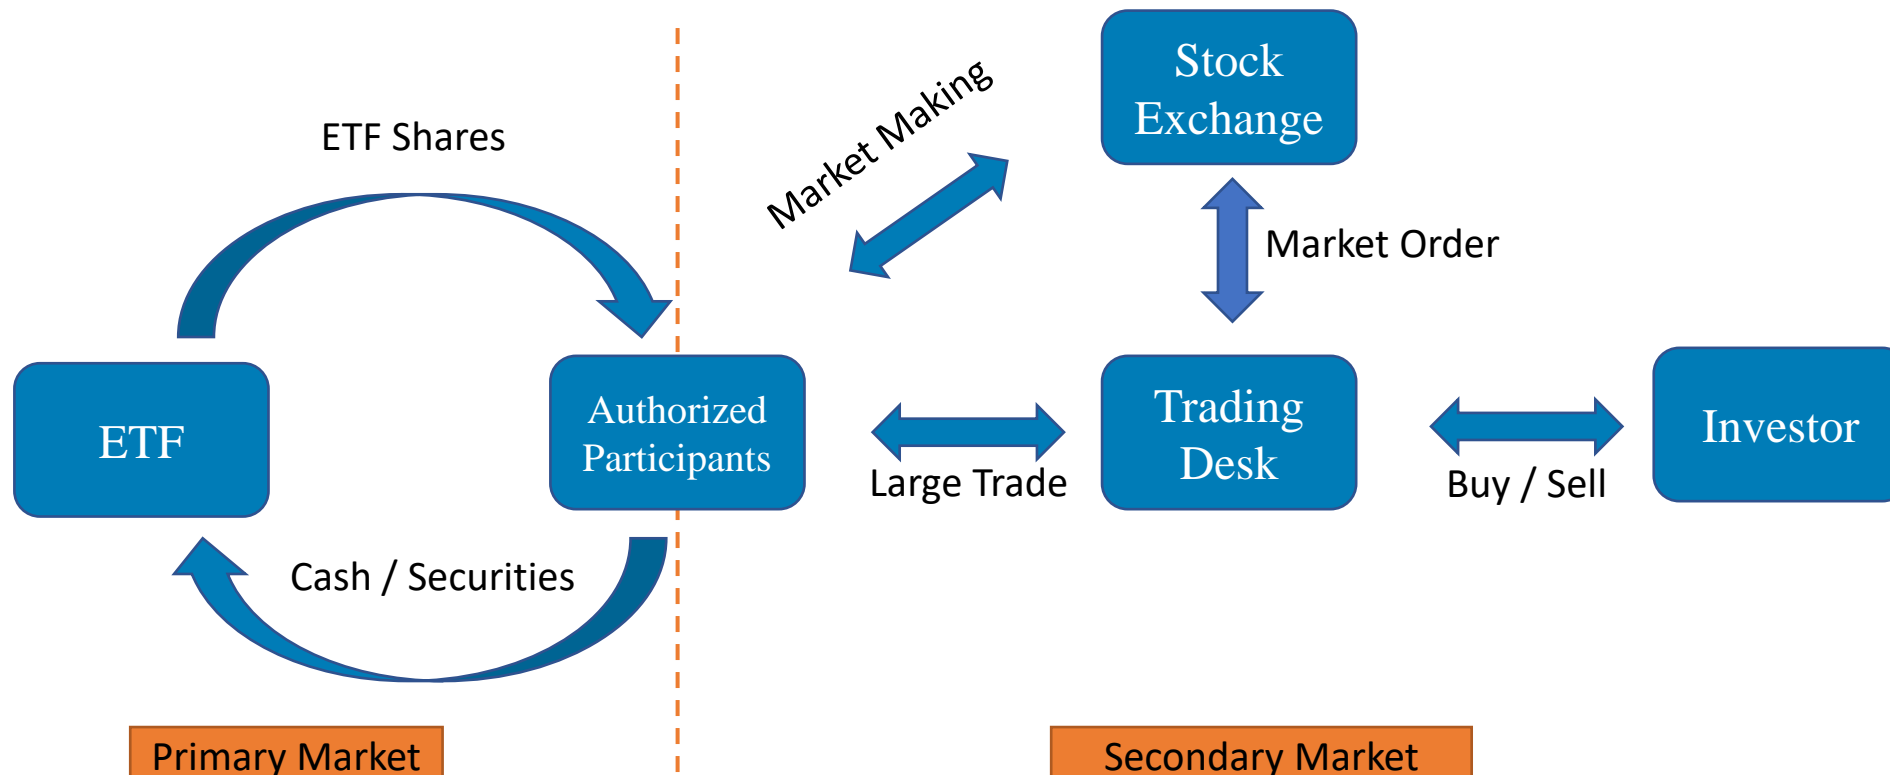 Stock
Exchange
ETF Shares
Market Making
Market Order
ETF
Authorized
Participants
Trading
Desk
Investor
Large Trade
Buy / Sell
Cash / Securities
Primary Market
Secondary Market